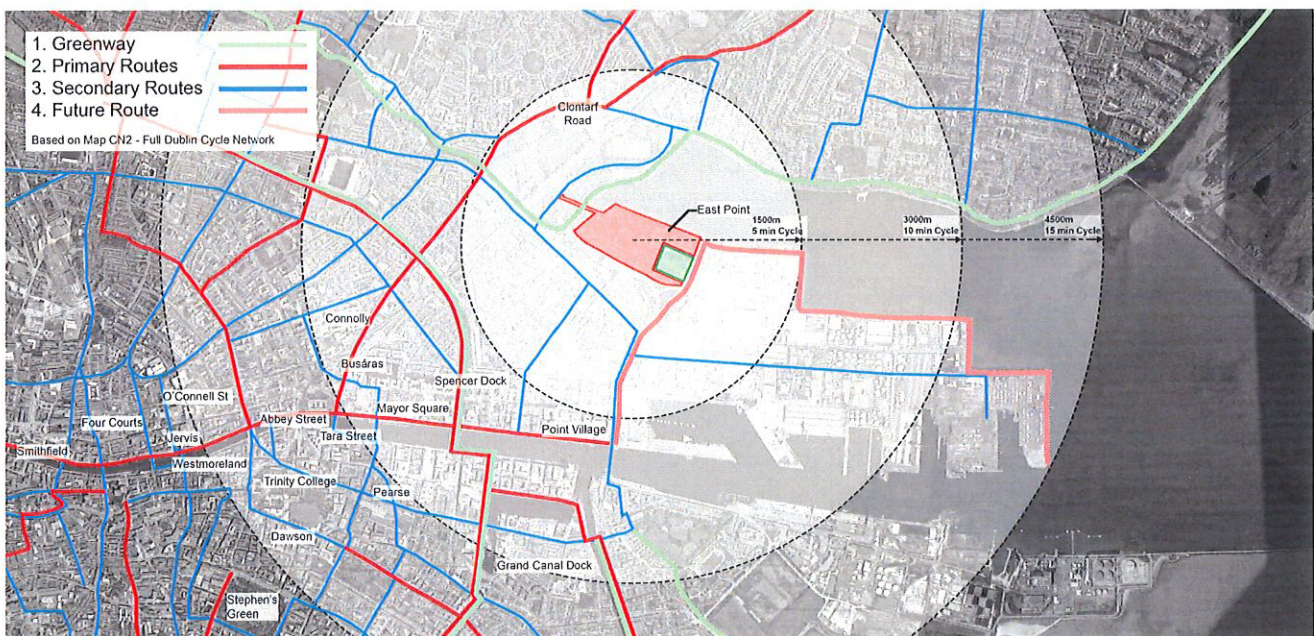 1. Greenway
2. Primary Routes
3. Secondary Routes
4. Future Route
Based on Map CN2 - Full Dublin Cycle Network
Clontarf
Road
East Point
1500m
5 min Cycle
3000m
10 min Cycle
4500m
15 min Cycle
Connolly
Busáras
Spencer Dock
O'Connell St
Mayor Square
Abbey Street
Four Courts
Point Village
Jervis
Tara Street
Smithfield
Westmoreland
Trinity College
Pearse
Dawson
Grand Canal Dock
Stephen's
Green